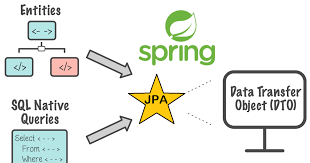 Entities
<- ->
</>
</>
spring
JPA
Data Transfer
Object (DTO)
SQL Native
Queries
Select <-->
From <-->
Where <-->